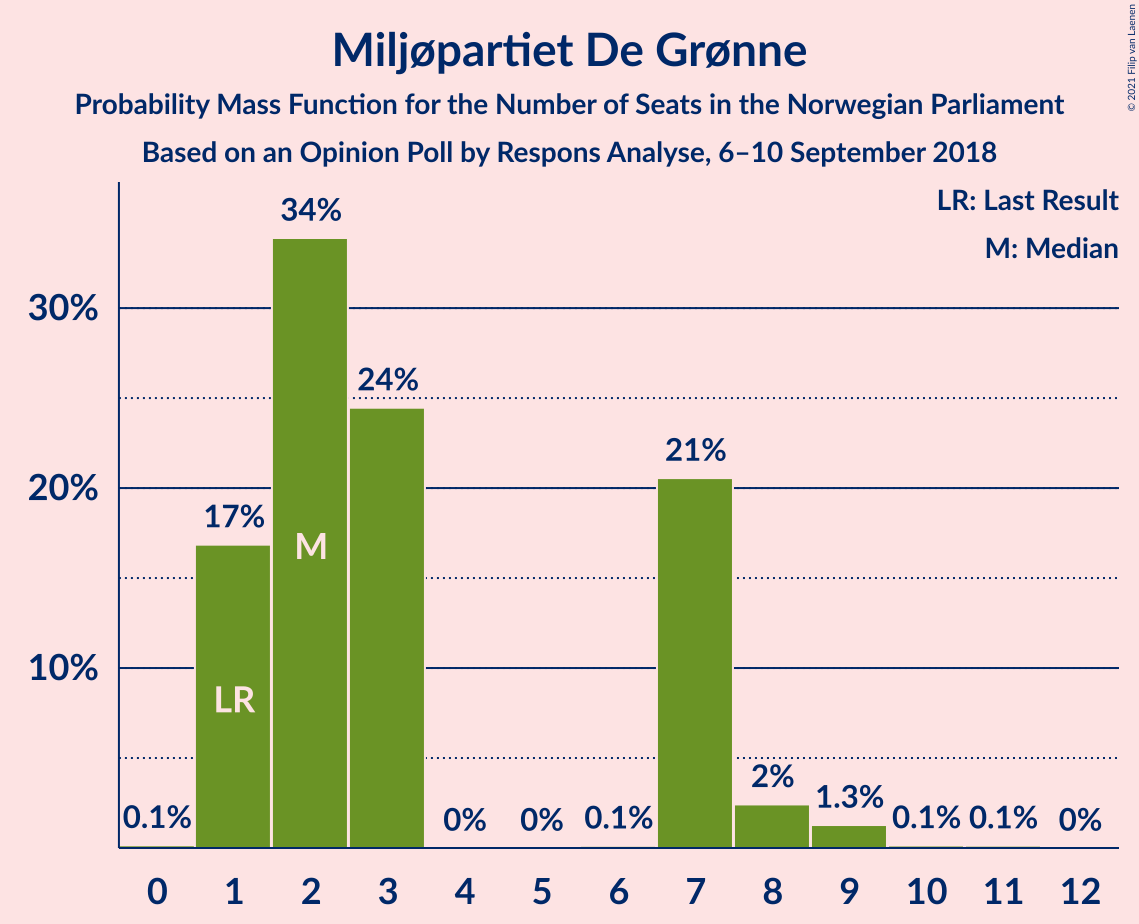 Miljøpartiet De Grønne
Probability Mass Function for the Number of Seats in the Norwegian Parliament
Based on an Opinion Poll by Respons Analyse, 6–10 September 2018
© 2021 Filip van Laenen
LR: Last Result
M: Median
30%
20%
10%
0.1%
17%
34%
24%
0%
0%
0.1%
21%
2%
1.3%
0.1%
0.1%
0%
LR
M
0 1 2 3 4 5 6 7 8 9 10 11 12